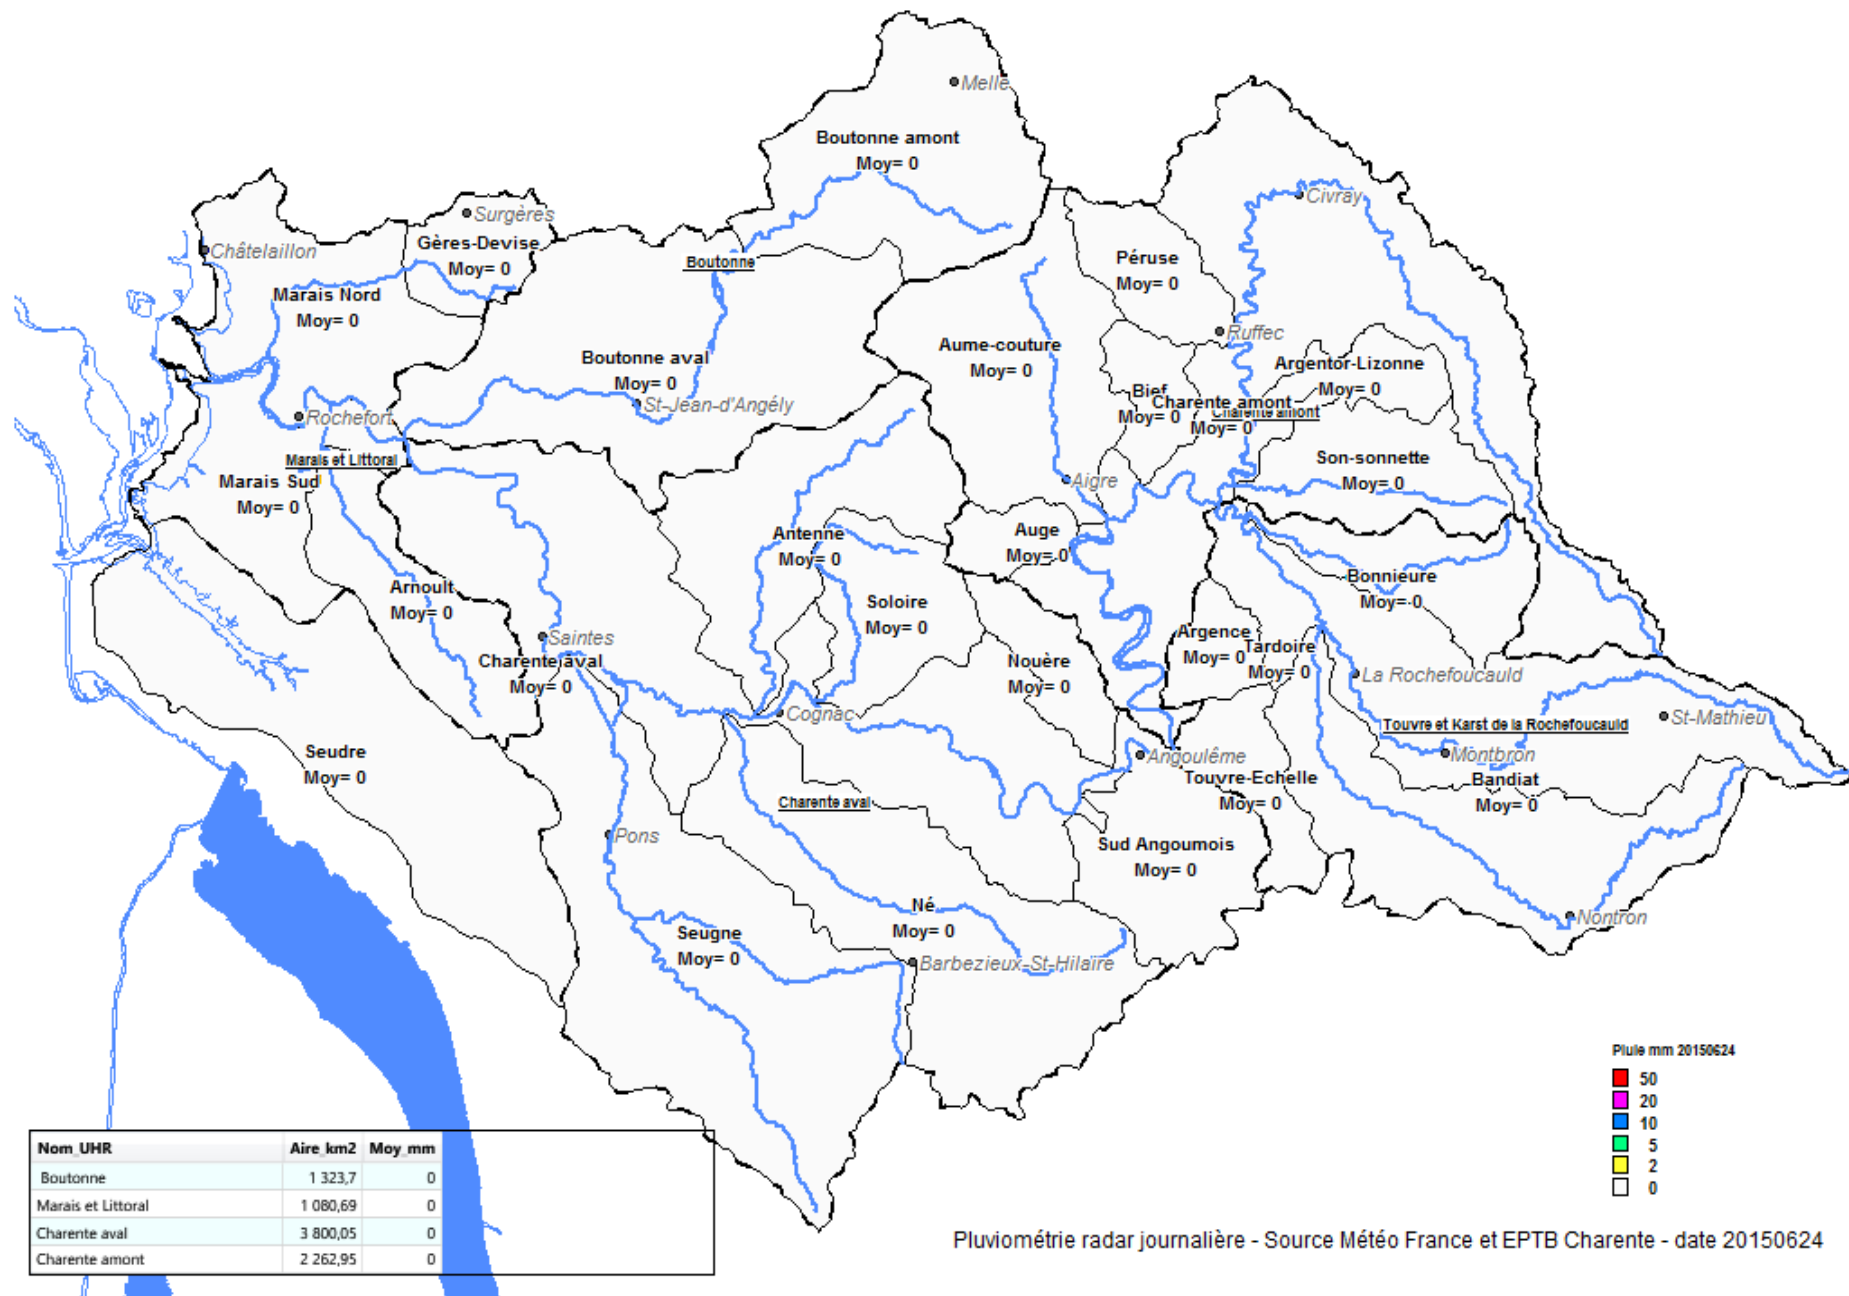 Melle
Boutonne amont
Moy= 0
Civray
Surgères
Châtelaillon
Gères-Devise
Moy= 0
Boutonne
Péruse
Moy= 0
Marais Nord
Moy= 0
Ruffec
Aume-couture
Moy= 0
Boutonne aval
Moy= 0
Argentor-Lizonne
Moy= 0
Bief
Moy= 0
Charente amont
Moy= 0
Charente amont
St-Jean-d'Angély
Rochefort
Marais et Littoral
Marais Sud
Moy= 0
Son-sonnette
Moy= 0
Aigre
Antenne
Moy= 0
Auge
Moy= 0
Bonnieure
Moy= 0
Arnoult
Moy= 0
Soloire
Moy= 0
Saintes
Argence
Moy= 0
Tardoire
Moy= 0
Charente aval
Moy= 0
Nouère
Moy= 0
La Rochefoucauld
Cognac
St-Mathieu
Touvre et Karst de la Rochefoucauld
Seudre
Moy= 0
Angoulême
Montbron
Touvre-Echelle
Moy= 0
Bandiat
Moy= 0
Charente aval
Pons
Sud Angoumois
Moy= 0
Né
Moy= 0
Nontron
Seugne
Moy= 0
Barbezieux-St-Hilaire
Pluie mm 20150624
50
20
10
5
2
0
Nom_UHR Aire_km2 Moy_mm
Boutonne 1 323,7 0
Marais et Littoral 1 080,69 0
Charente aval 3 800,05 0
Charente amont 2 262,95 0
Pluviométrie radar journalière - Source Météo France et EPTB Charente - date 20150624